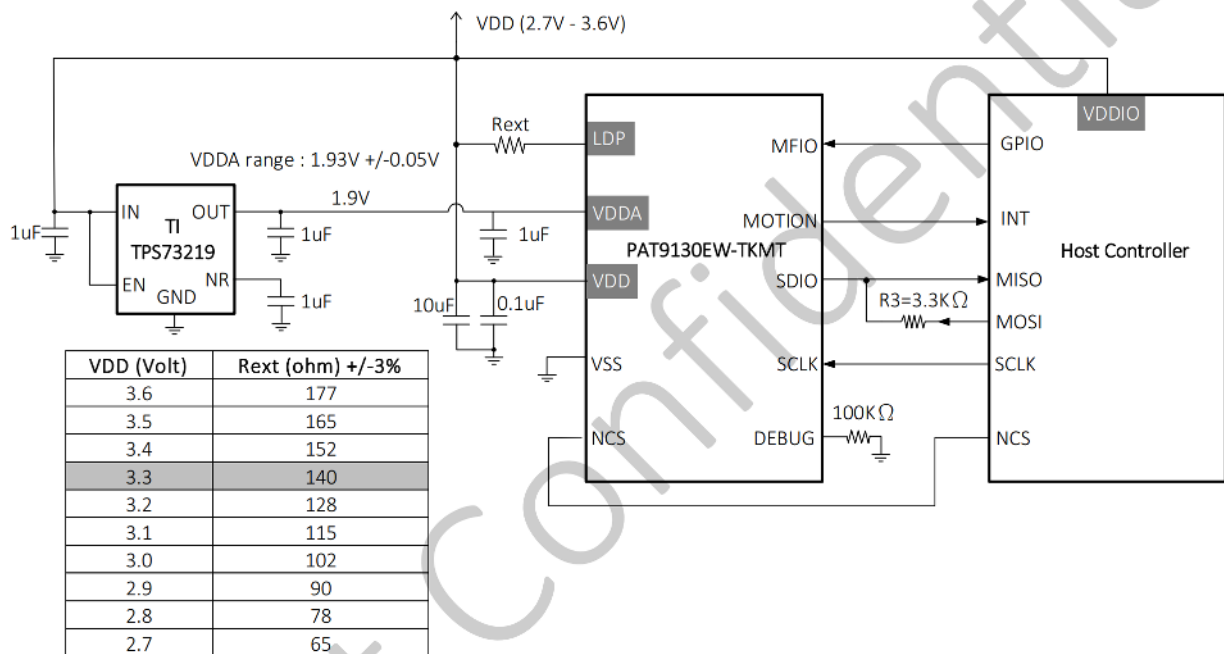 VDD (2.7V - 3.6V)
VDDIO
Rext
LDP
MFIO
GPIO
VDDA range : 1.93V +/-0.05V
1.9V
IN
OUT
TI
TPS73219
EN
NR
GND
1uF
1uF
1uF
1uF
VDDA
MOTION
INT
PAT9130EW-TKMT
Host Controller
VDD
SDIO
MISO
10uF
0.1uF
R3=3.3KΩ
MOSI
VSS
SCLK
SCLK
100KΩ
NCS
DEBUG
NCS
VDD (Volt) Rext (ohm) +/-3%
3.6 177
3.5 165
3.4 152
3.3 140
3.2 128
3.1 115
3.0 102
2.9 90
2.8 78
2.7 65
Confidential